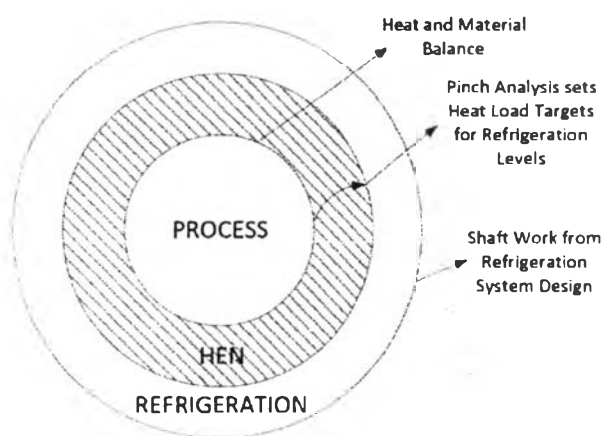 Heat and Material
Balance
Pinch Analysis sets
Heat Load Targets
for Refrigeration
Levels
PROCESS
Shaft Work from
Refrigeration
System Design
HEN
REFRIGERATION